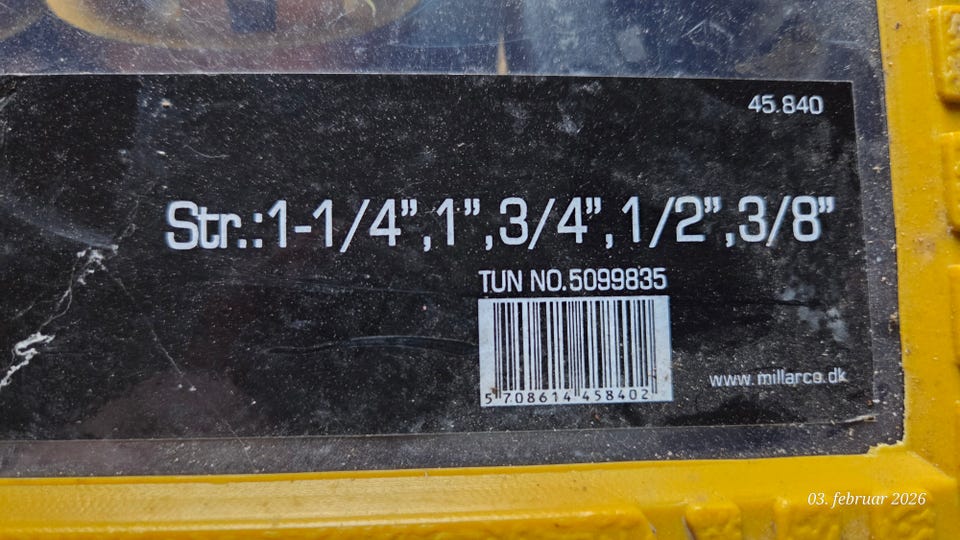 45.840
Str.:1-1/4",1",3/4",1/2",3/8"
TUN NO.5099835
5 708614 458402
www.millarco.dk
03. februar 2026